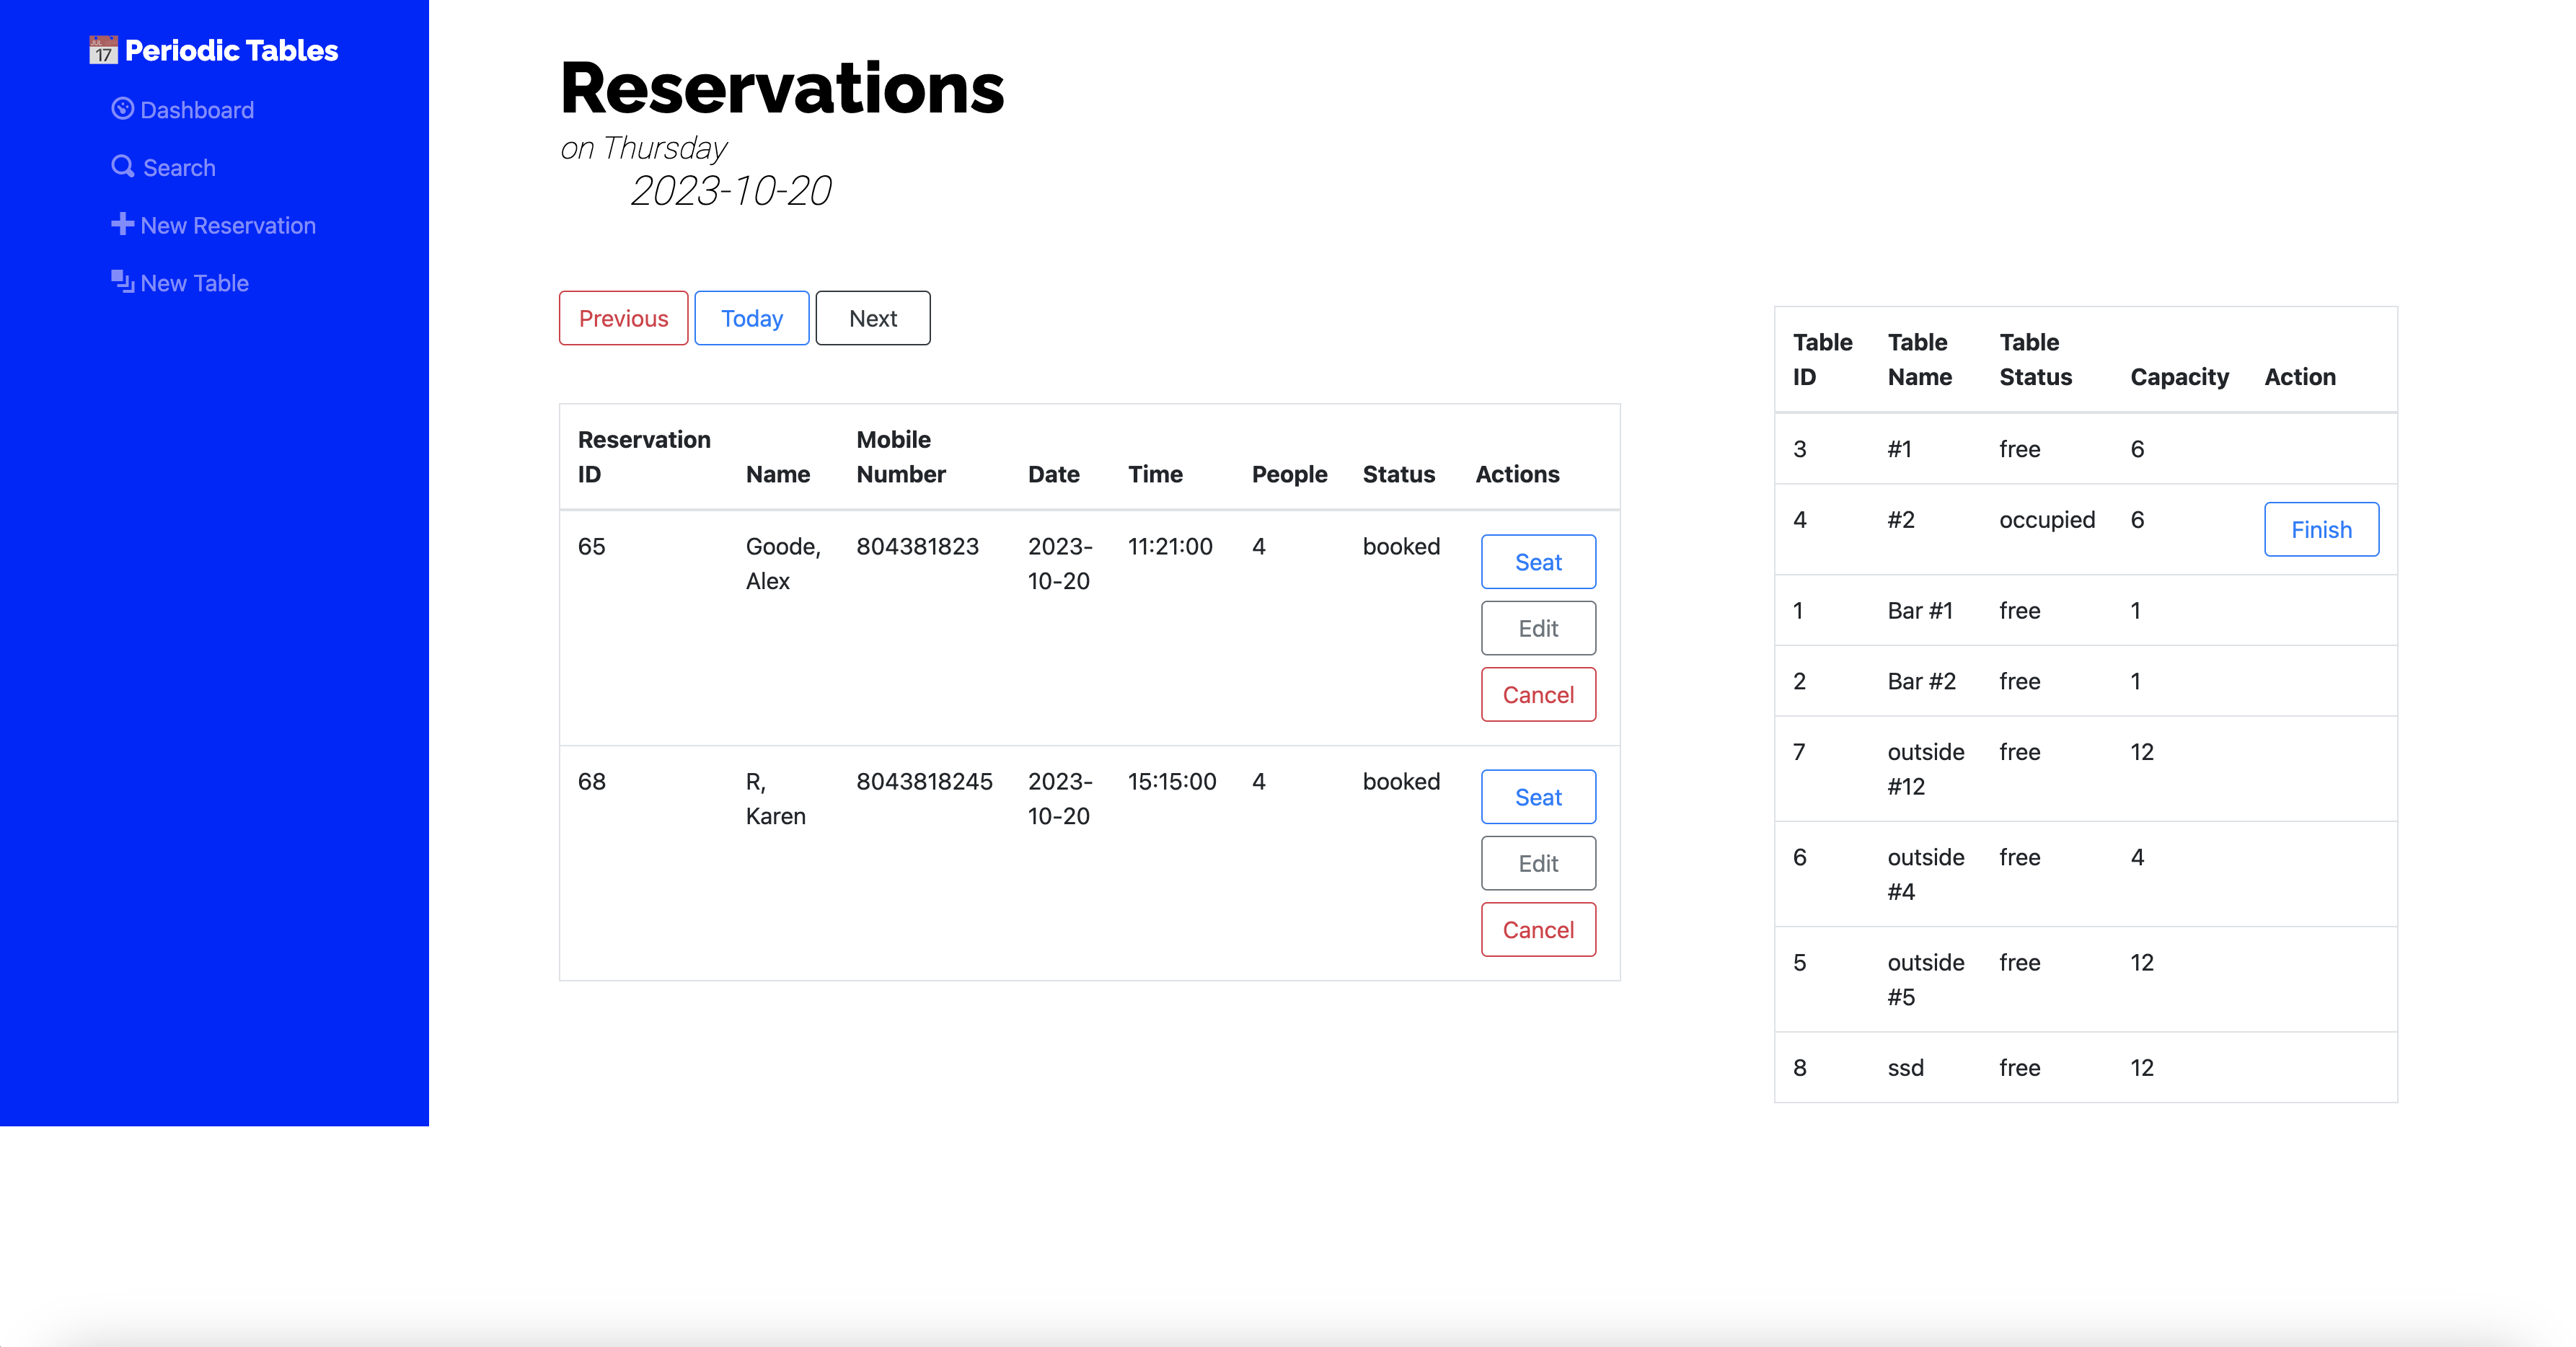 Periodic Tables
Dashboard
Search
New Reservation
New Table
Reservations
on Thursday
2023-10-20
Previous Today Next
Reservation ID Name Mobile Number Date Time People Status Actions
65 Goode, Alex 804381823 2023-10-20 11:21:00 4 booked Seat
Edit
Cancel
68 R, Karen 8043818245 2023-10-20 15:15:00 4 booked Seat
Edit
Cancel
Table ID Table Name Table Status Capacity Action
3 #1 free 6
4 #2 occupied 6 Finish
1 Bar #1 free 1
2 Bar #2 free 1
7 outside #12 free 12
6 outside #4 free 4
5 outside #5 free 12
8 ssd free 12